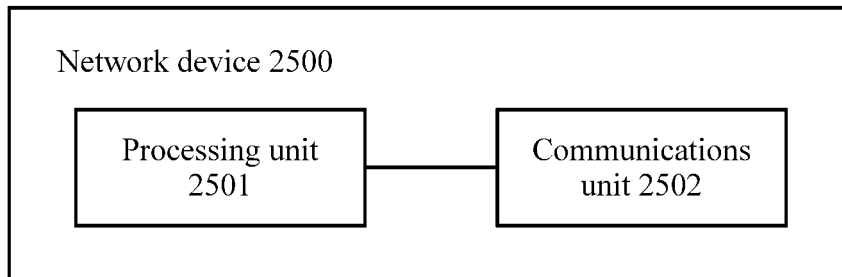 Network device 2500
Processing unit
2501
Communications
unit 2502